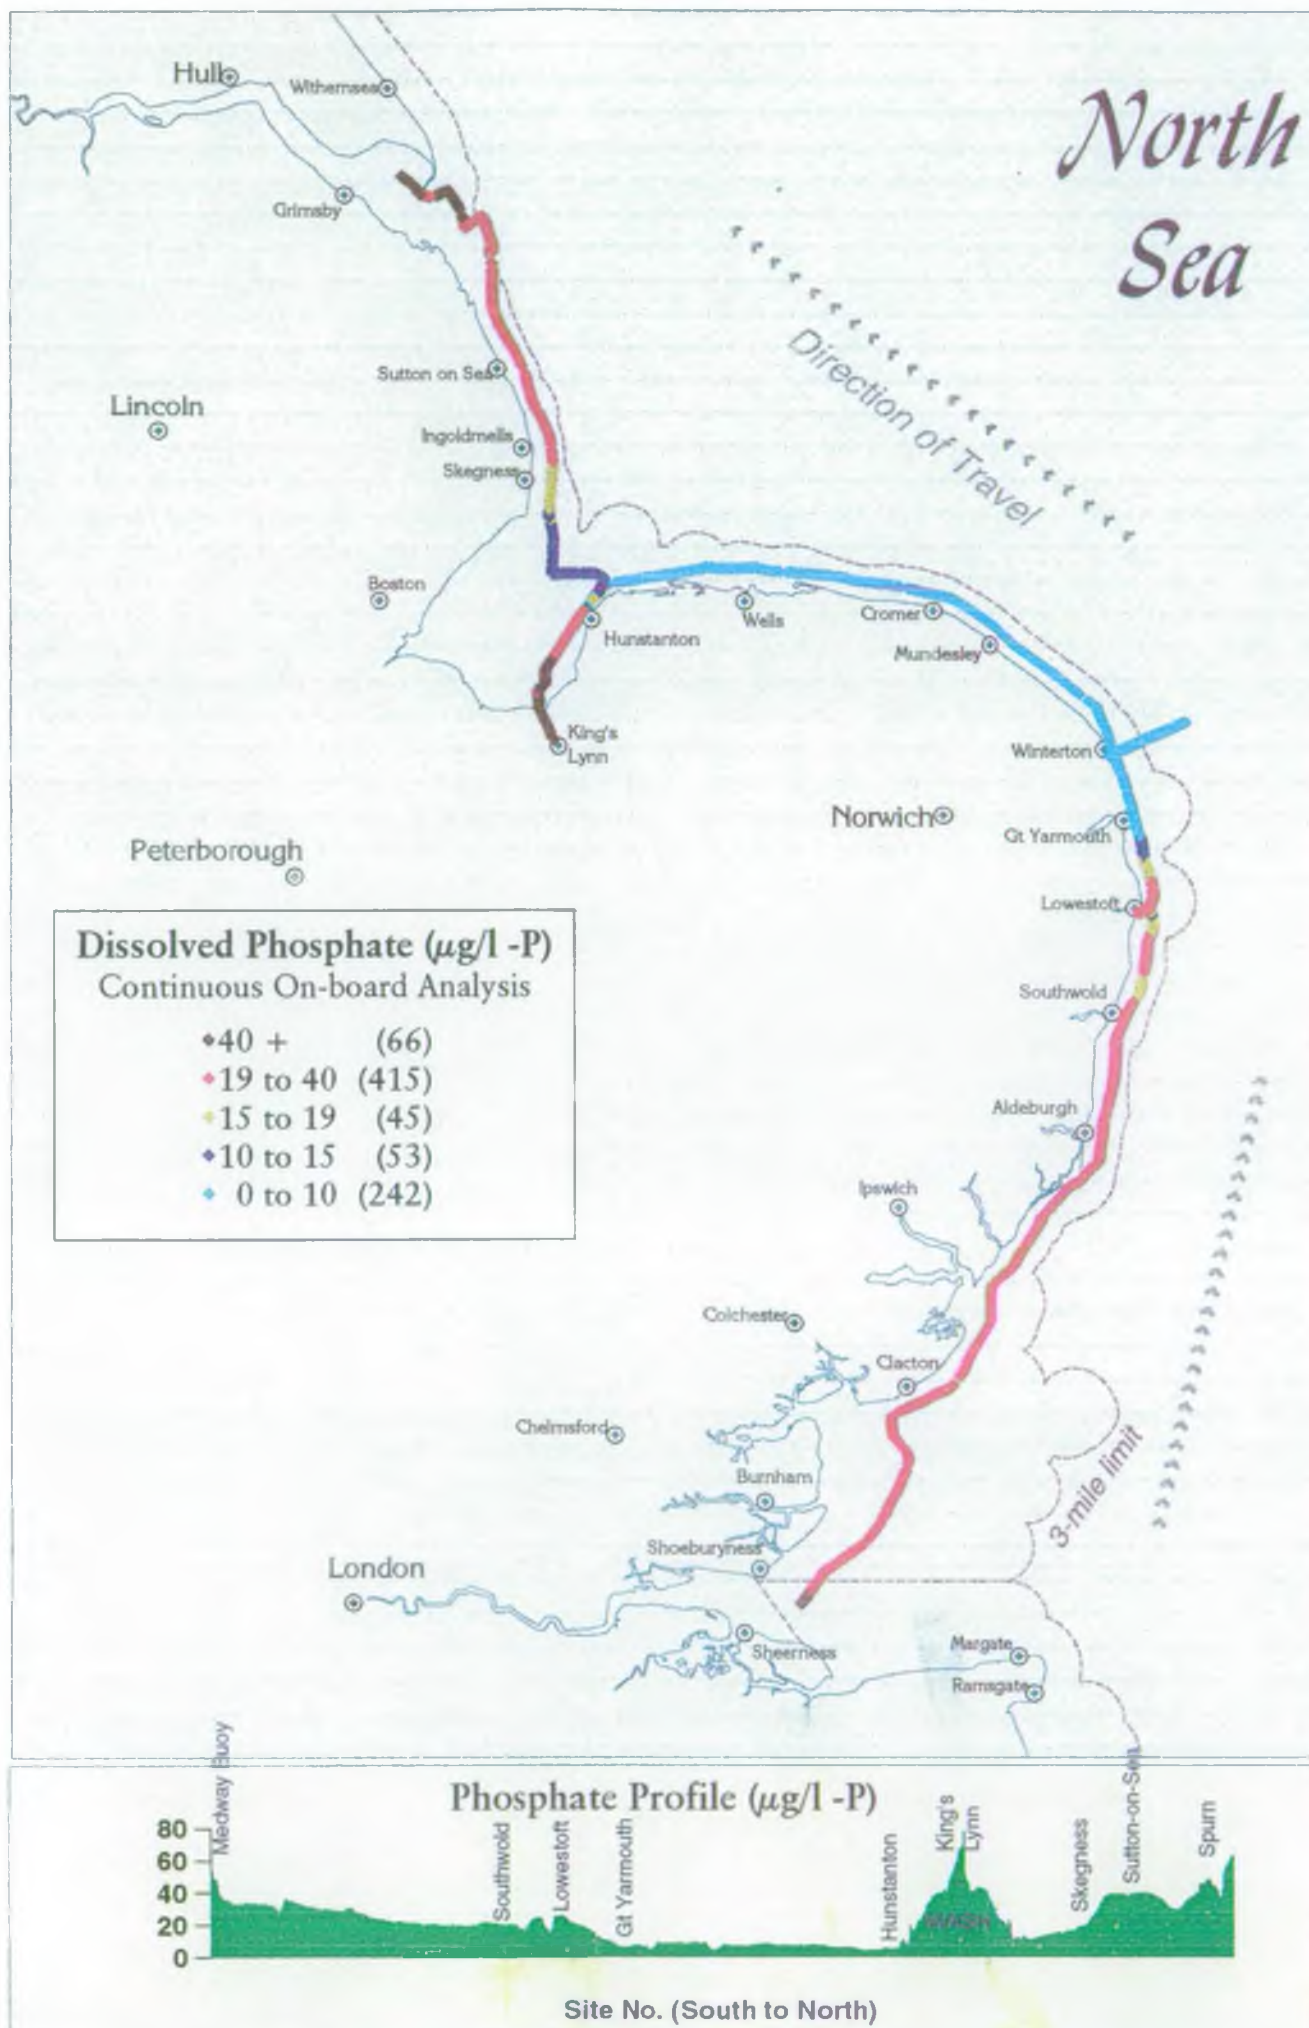 Hull
Withernsea
North
Sea
Grimsby
Direction of Travel
Sutton on Sea
Lincoln
Ingoldmells
Skegness
Boston
Hunstanton
Wells
Cromer
Mundesley
King's
Lynn
Winterton
Norwich
Gt Yarmouth
Peterborough
Lowestoft
Dissolved Phosphate (μg/l -P)
Continuous On-board Analysis
40 + (66)
19 to 40 (415)
15 to 19 (45)
10 to 15 (53)
0 to 10 (242)
Southwold
Aldeburgh
Ipswich
Colchester
Clacton
Chelmsford
Burnham
3-mile limit
Shoeburyness
London
Sheerness
Margate
Ramsgate
Phosphate Profile (μg/l -P)
80
60
40
20
0
Medway Buoy
Southwold
Lowestoft
Gt Yarmouth
Hunstanton
King's
Lynn
WASH
Skegness
Sutton-on-Sea
Spurn
Site No. (South to North)